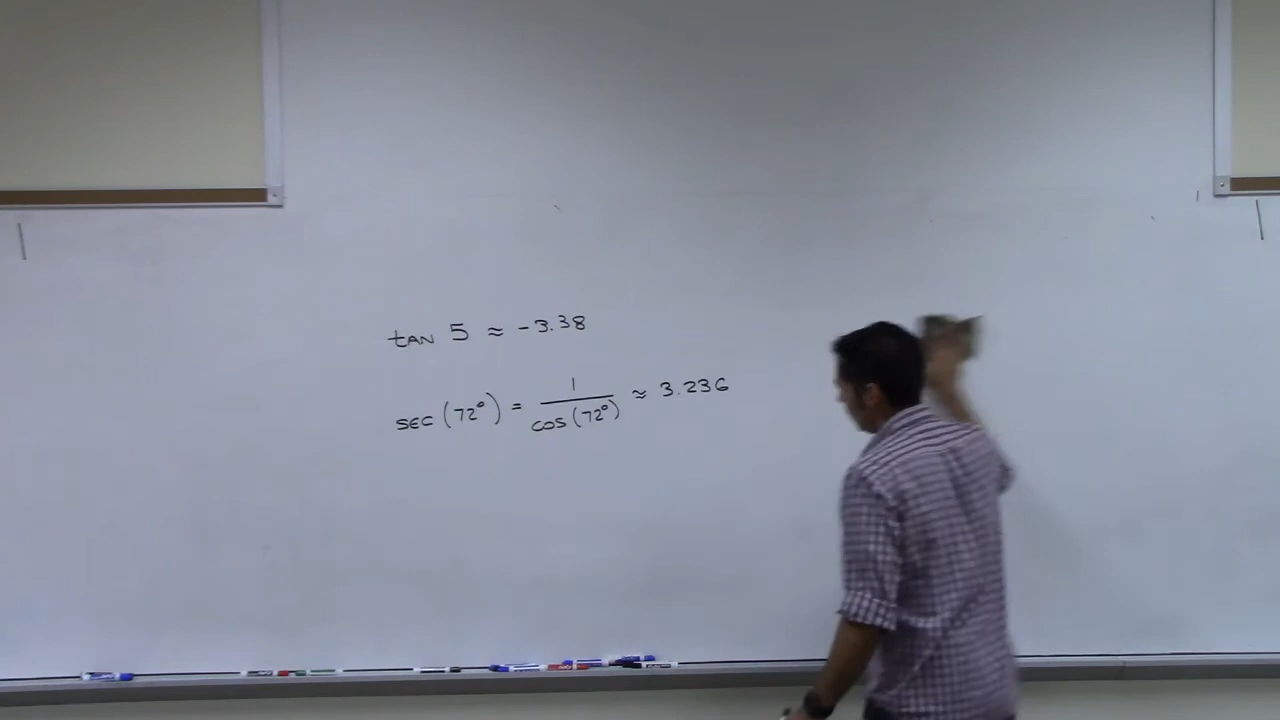 tan 5 ≈ -3.38
sec (72°) = 1/cos(72°) ≈ 3.236